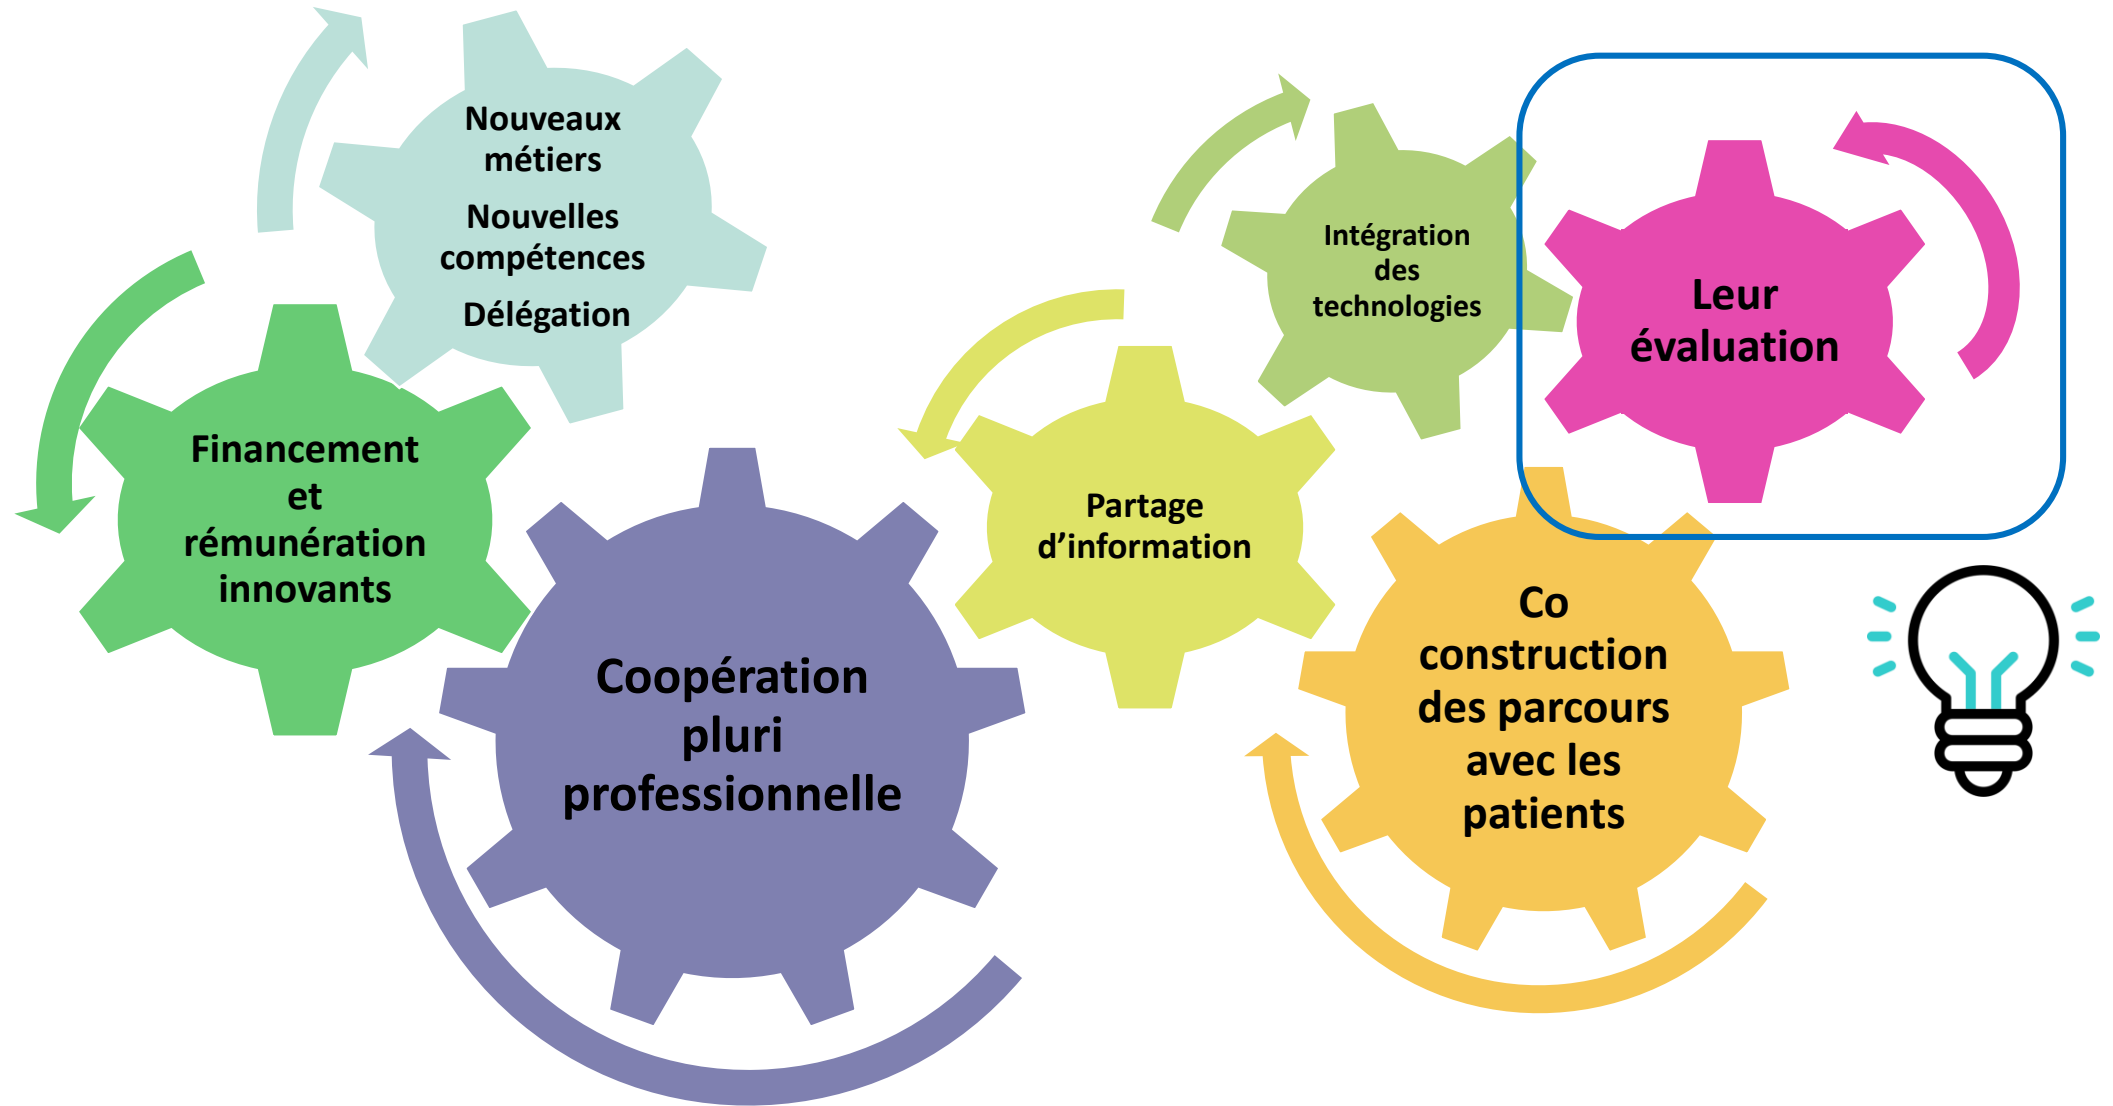 Nouveaux
métiers
Nouvelles
compétences
Délégation
Financement
et
rémunération
innovants
Coopération
pluri
professionnelle
Partage
d'information
Intégration
des
technologies
Leur
évaluation
Co
construction
des parcours
avec les
patients